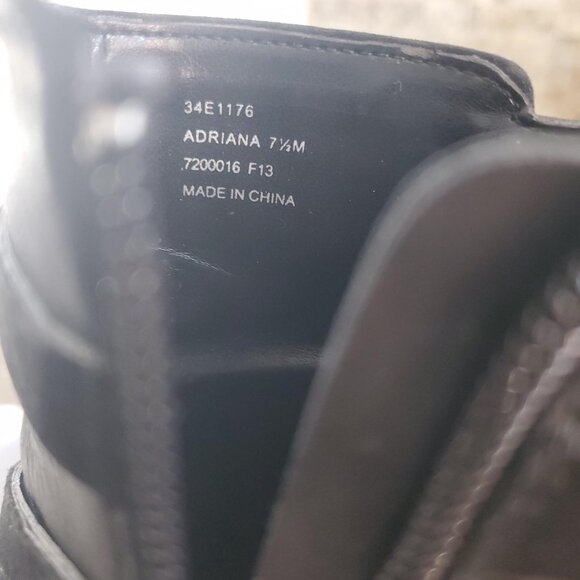 34E1176
ADRIANA 7½M
7200016 F13
MADE IN CHINA